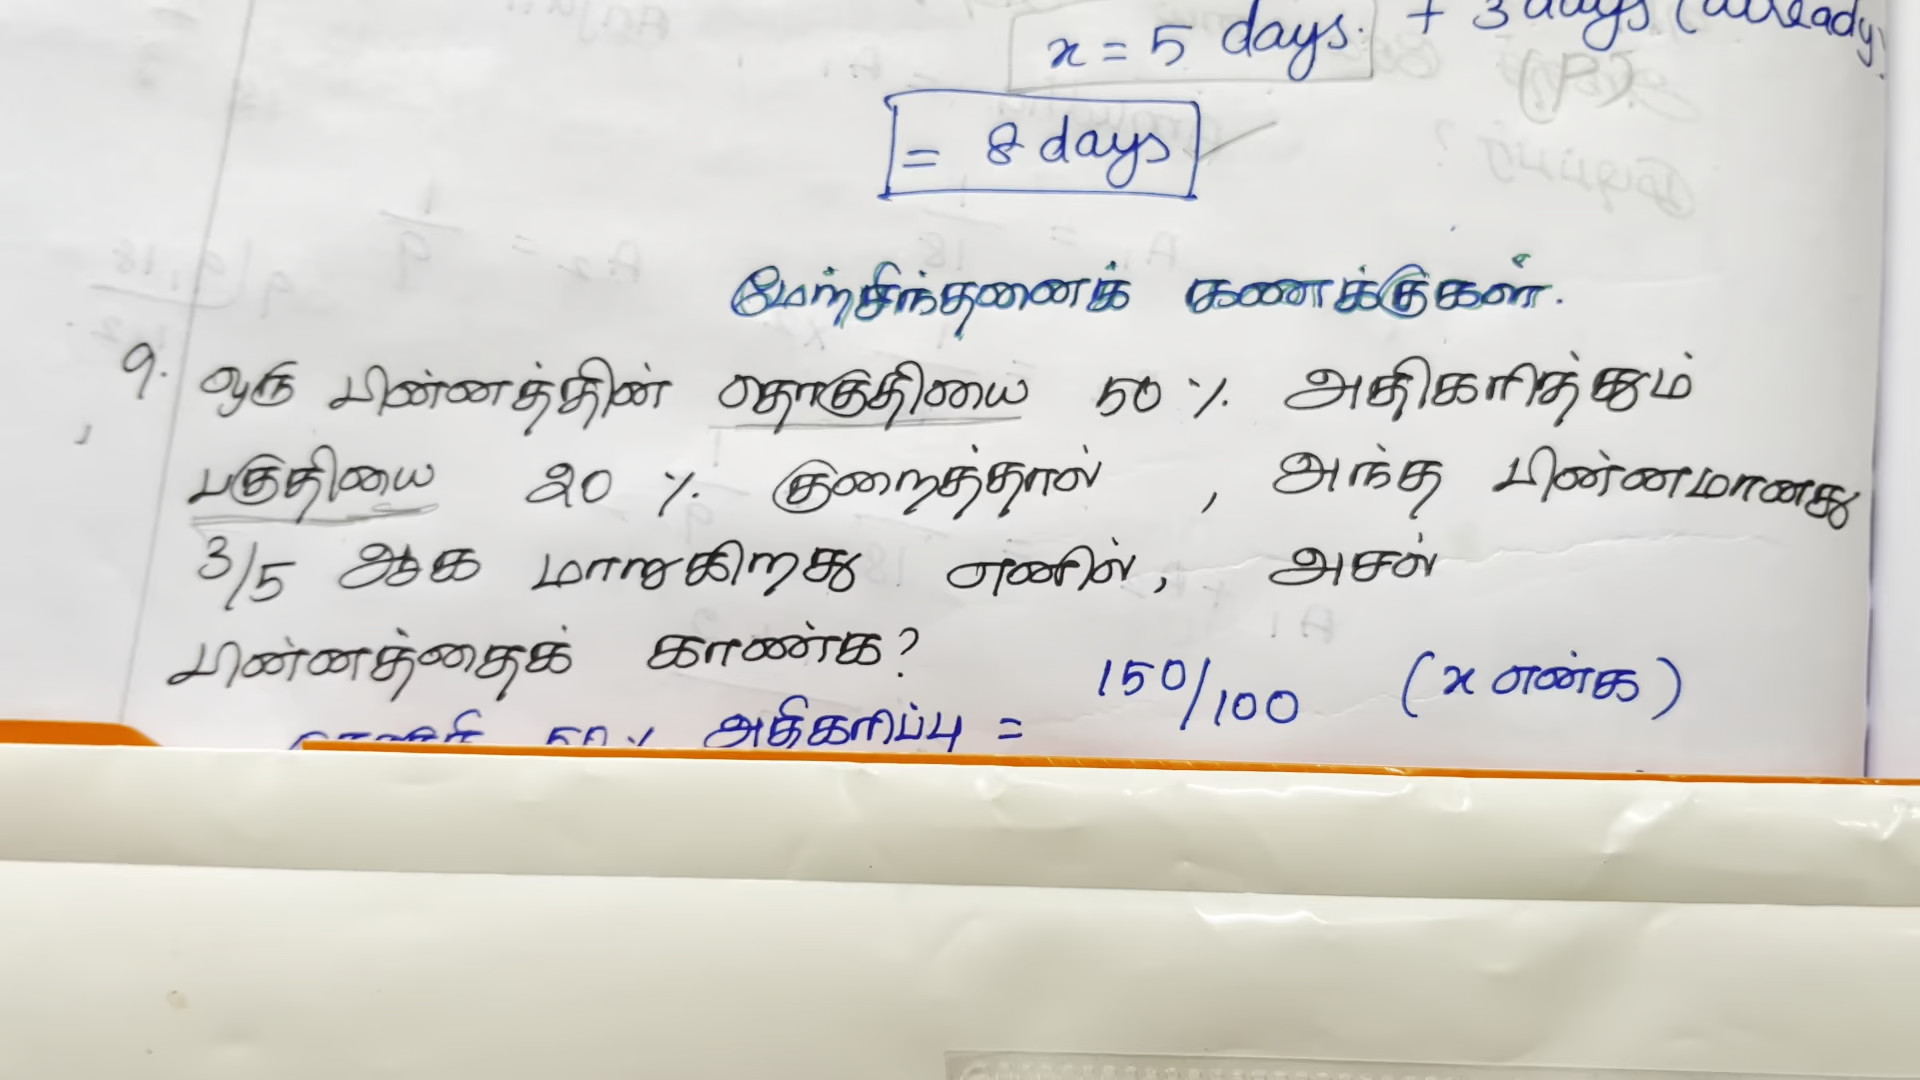 x = 5 days. + 3 days (already)
= 8 days
மேற்சிந்தனைக் கணக்குகள்.
9. ஒரு பின்னத்தின் தொகுதியை 50 % அதிகரித்தும்
பகுதியை 20 % குறைத்தால் , அந்த பின்னமானது
3/5 ஆக மாறுகிறது எனில், அசல்
பின்னத்தைக் காண்க?
50 % அதிகரிப்பு = 150/100 (x என்க)